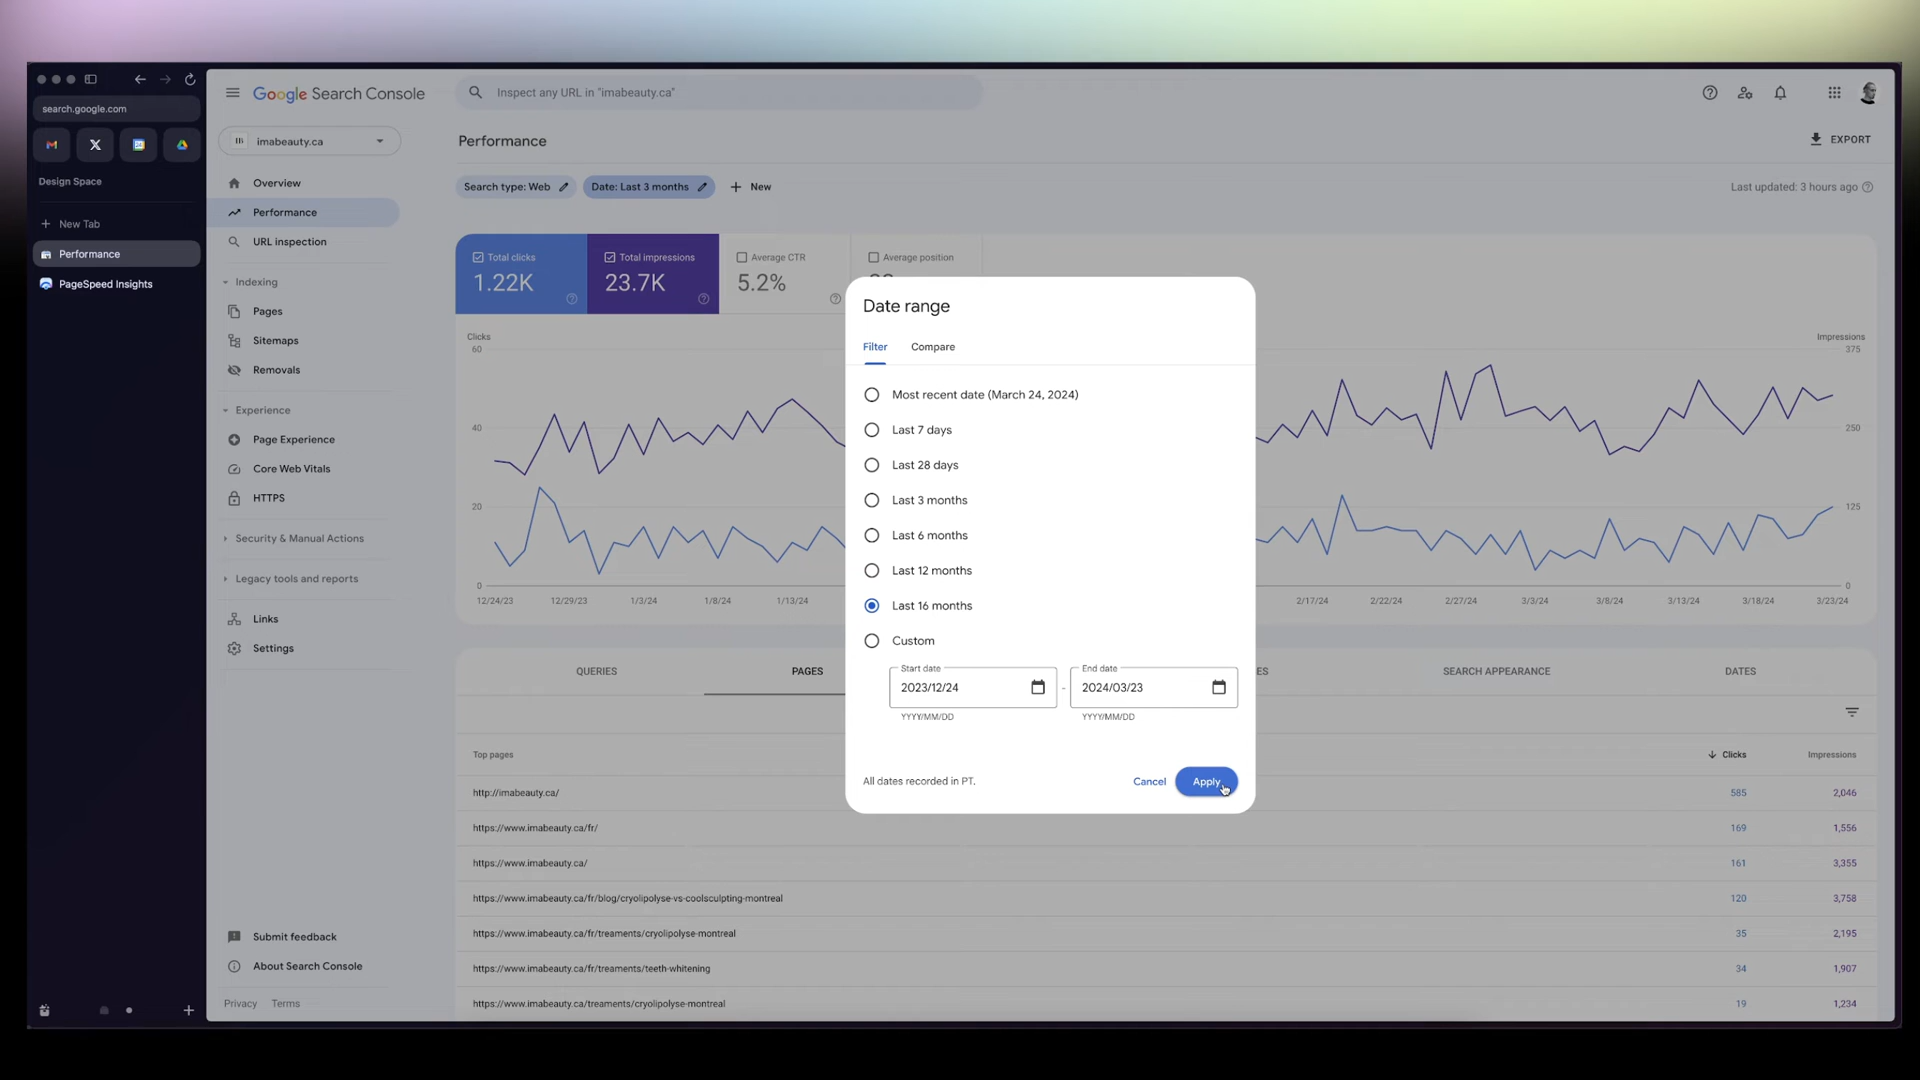 search.google.com
Design Space
New Tab
Performance
PageSpeed Insights
Google Search Console
Inspect any URL in "imabeauty.ca"
imabeauty.ca
Overview
Performance
URL inspection
Indexing
Pages
Sitemaps
Removals
Experience
Page Experience
Core Web Vitals
HTTPS
Security & Manual Actions
Legacy tools and reports
Links
Settings
Submit feedback
About Search Console
Privacy Terms
Performance
EXPORT
Search type: Web
Date: Last 3 months
New
Last updated: 3 hours ago
Total clicks
1.22K
Total impressions
23.7K
Average CTR
5.2%
Average position
Clicks
Impressions
60
375
40
250
20
125
0
0
12/24/23 12/29/23 1/3/24 1/8/24 1/13/24 2/17/24 2/22/24 2/27/24 3/3/24 3/8/24 3/13/24 3/18/24 3/23/24
Date range
Filter Compare
Most recent date (March 24, 2024)
Last 7 days
Last 28 days
Last 3 months
Last 6 months
Last 12 months
Last 16 months
Custom
Start date
2023/12/24
YYYY/MM/DD
-
End date
2024/03/23
YYYY/MM/DD
All dates recorded in PT.
Cancel
Apply
QUERIES PAGES ES SEARCH APPEARANCE DATES
Top pages Clicks Impressions
http://imabeauty.ca/ 585 2,046
https://www.imabeauty.ca/fr/ 169 1,556
https://www.imabeauty.ca/ 161 3,355
https://www.imabeauty.ca/fr/blog/cryolipolyse-vs-coolsculpting-montreal 120 3,758
https://www.imabeauty.ca/fr/treaments/cryolipolyse-montreal 35 2,195
https://www.imabeauty.ca/fr/treaments/teeth-whitening 34 1,907
https://www.imabeauty.ca/treaments/cryolipolyse-montreal 19 1,234